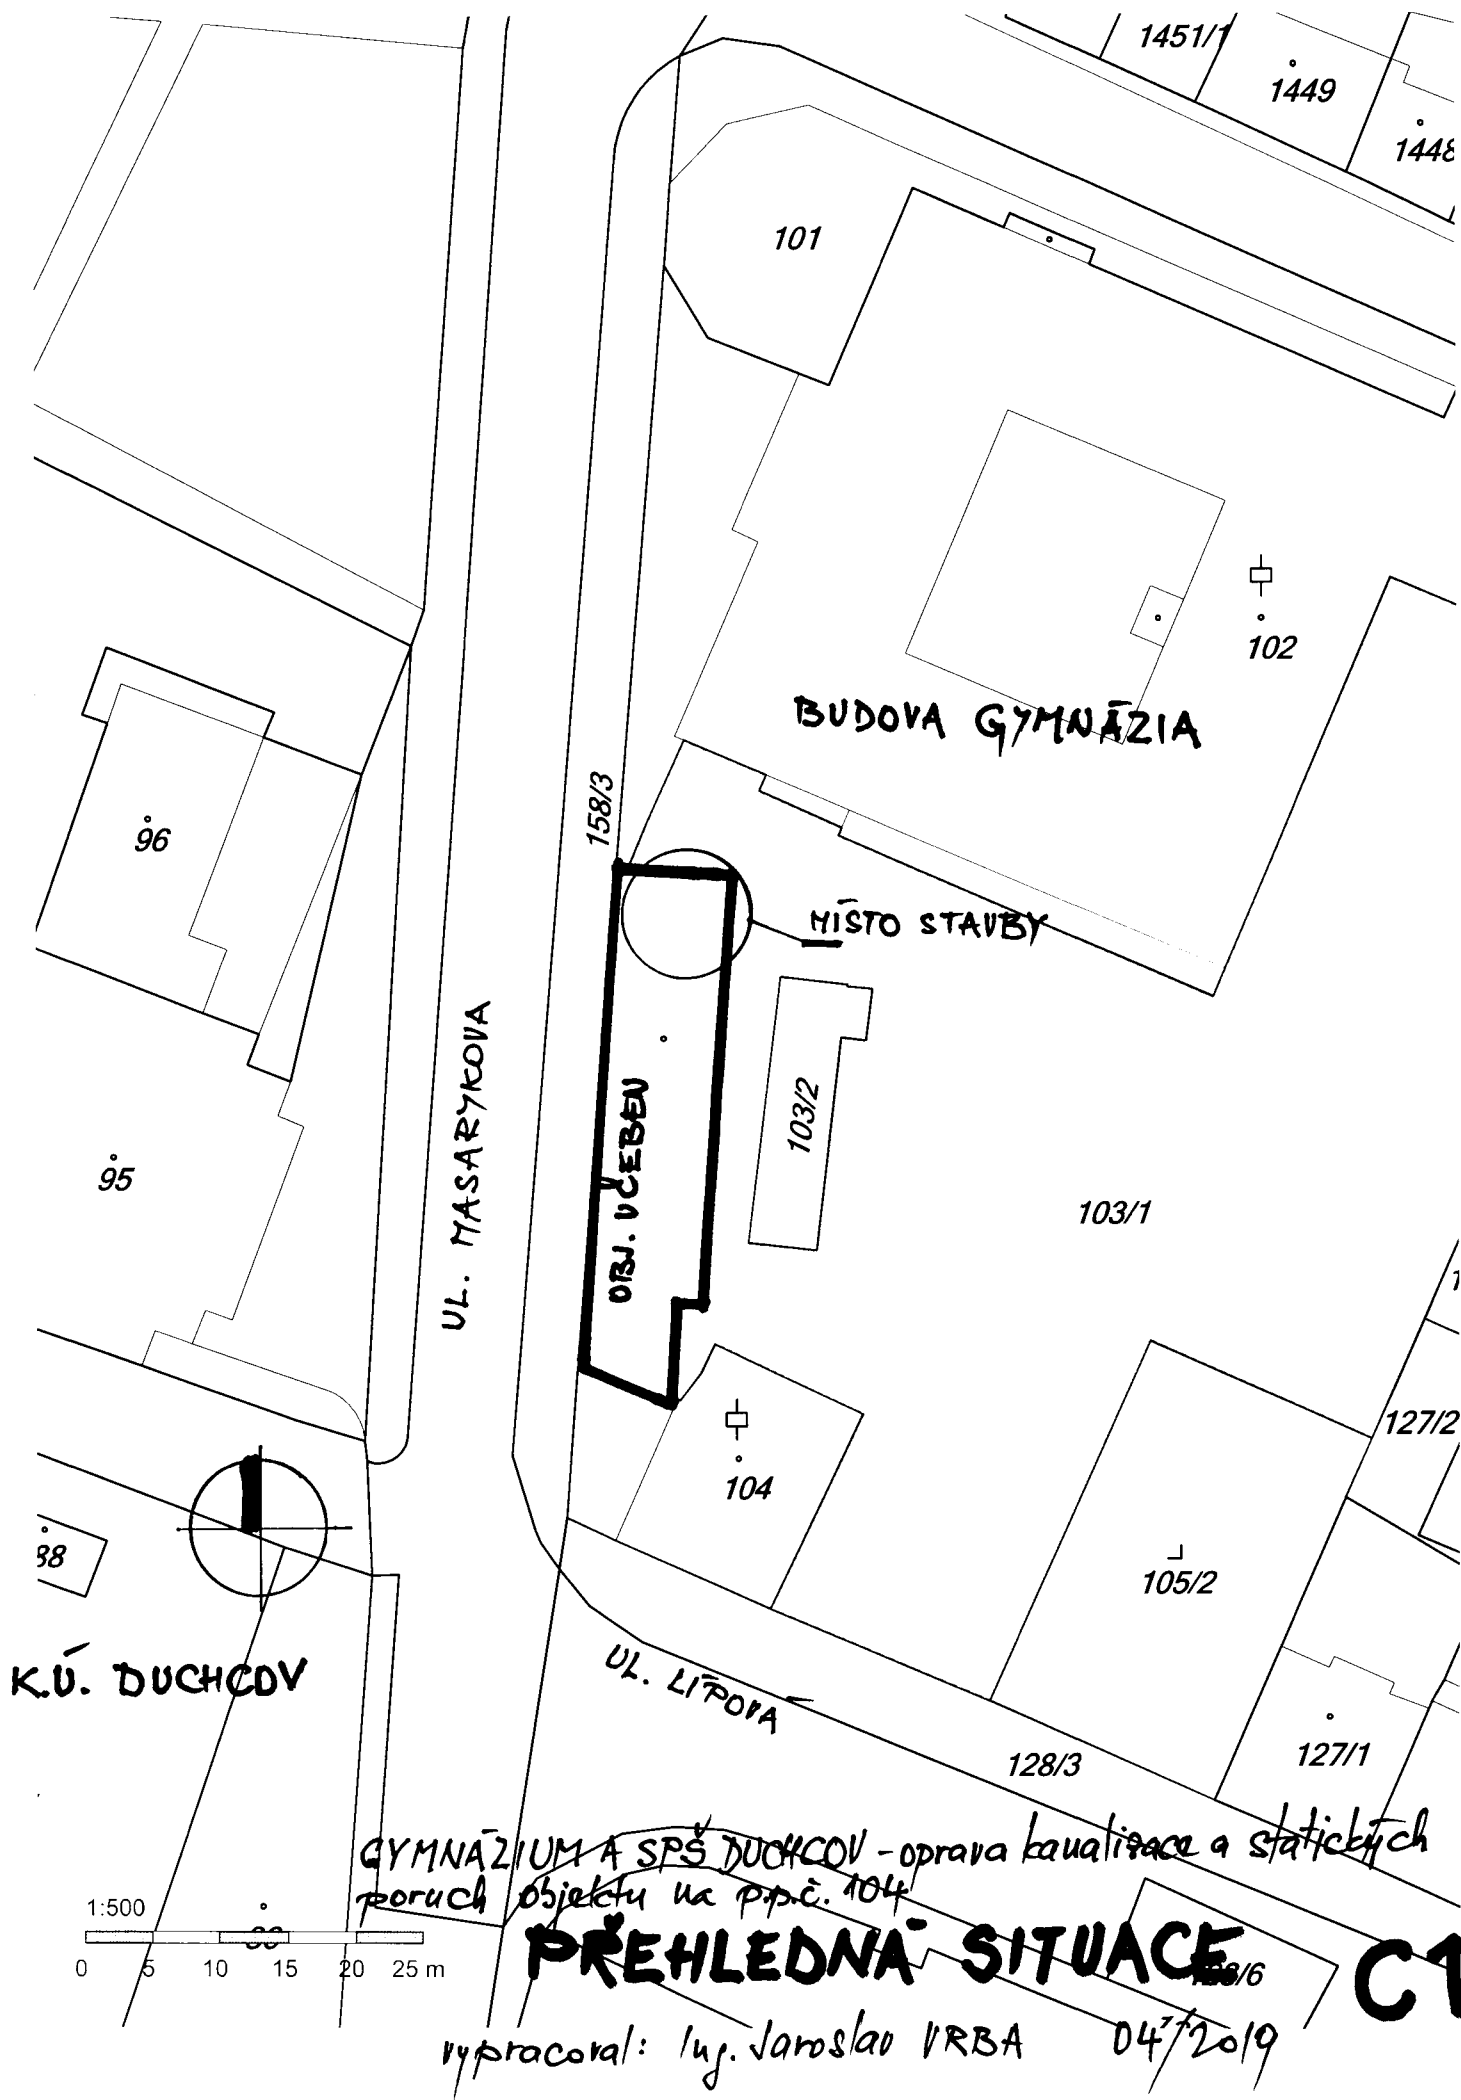 1451/1
1449
1448
101
102
BUDOVA GYMNÁZIA
158/3
96
MÍSTO STAVBY
UL. MASARYKOVA
OBJ. UČEBEN
103/2
95
103/1
127/2
104
88
105/2
K.Ú. DUCHCOV
UL. LÍPOVÁ
128/3
127/1
GYMNÁZIUM A SPŠ DUCHCOV - oprava kanalizace a statických
poruch objektu na p.p.č. 104
1:500
0 5 10 15 20 25 m
PŘEHLEDNÁ SITUACE C1
vypracoval: Ing. Jaroslav VRBA 04/2019